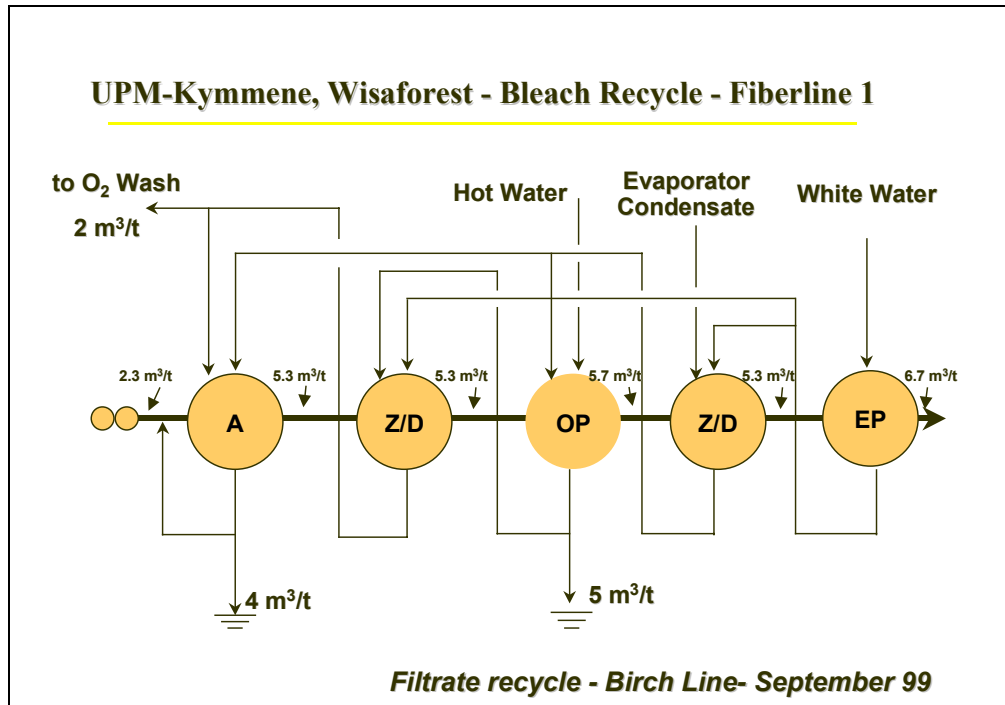 UPM-Kymmene, Wisaforest - Bleach Recycle - Fiberline 1
to O₂ Wash
2 m³/t
Hot Water
Evaporator
Condensate
White Water
2.3 m³/t
5.3 m³/t
5.3 m³/t
5.7 m³/t
5.3 m³/t
6.7 m³/t
A
Z/D
OP
Z/D
EP
4 m³/t
5 m³/t
Filtrate recycle - Birch Line- September 99